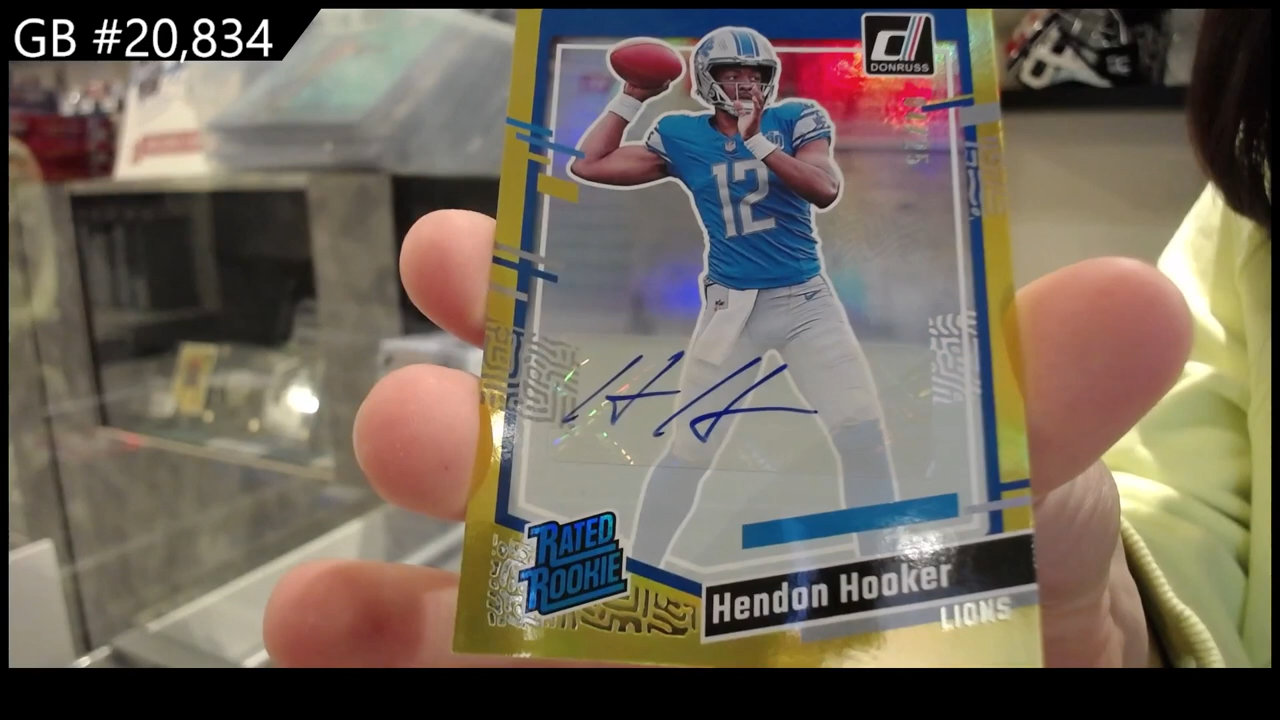 GB #20,834
DONRUSS
12
RATED
ROOKIE
Hendon Hooker
LIONS